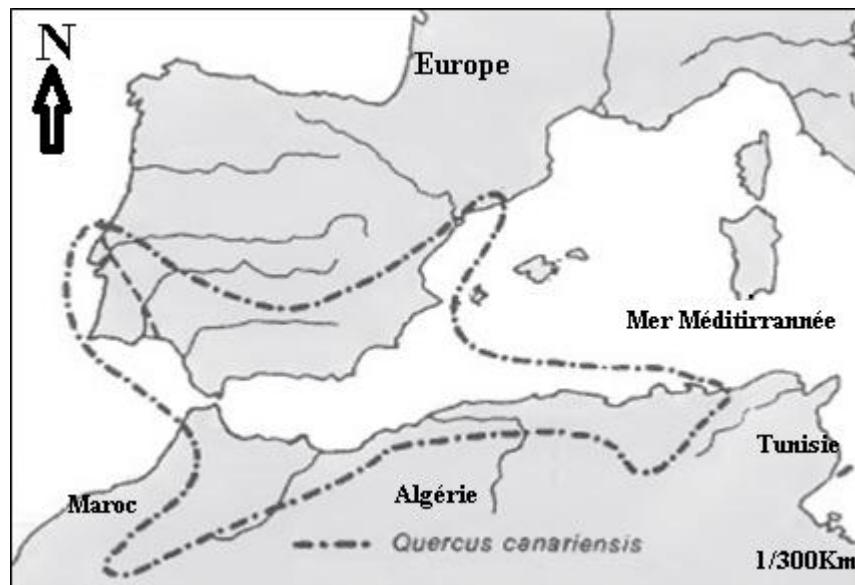 N
Europe
Mer Méditirrannée
Tunisie
Maroc
Algérie
Quercus canariensis
1/300Km